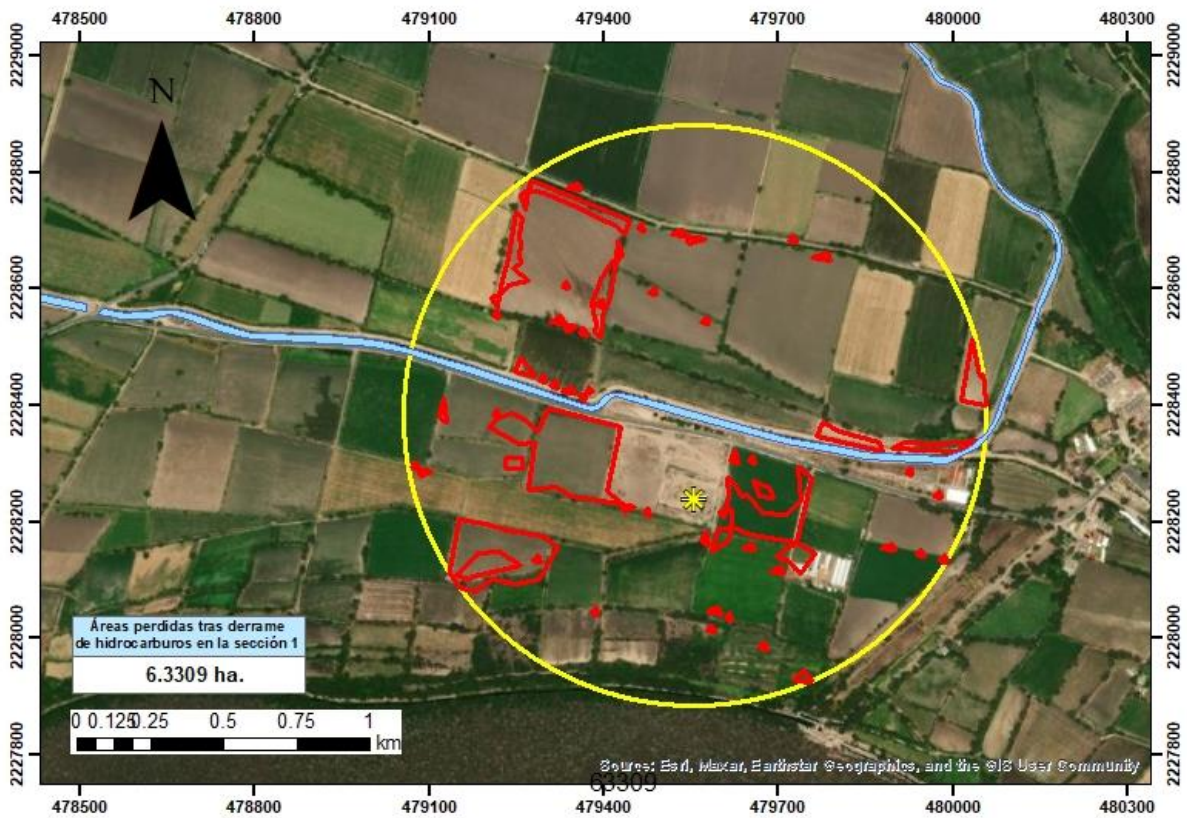 478500 478800 479100 479400 479700 480000 480300
2229000 2229000
N
2228800 2228800
2228600 2228600
2228400 2228400
2228200 2228200
2228000 2228000
2227800 2227800
Áreas perdidas tras derrame
de hidrocarburos en la sección 1
6.3309 ha.
0 0.125 0.25 0.5 0.75 1
km
Source: Esri, Maxar, Earthstar Geographics, and the GIS User Community
63309
478500 478800 479100 479400 479700 480000 480300